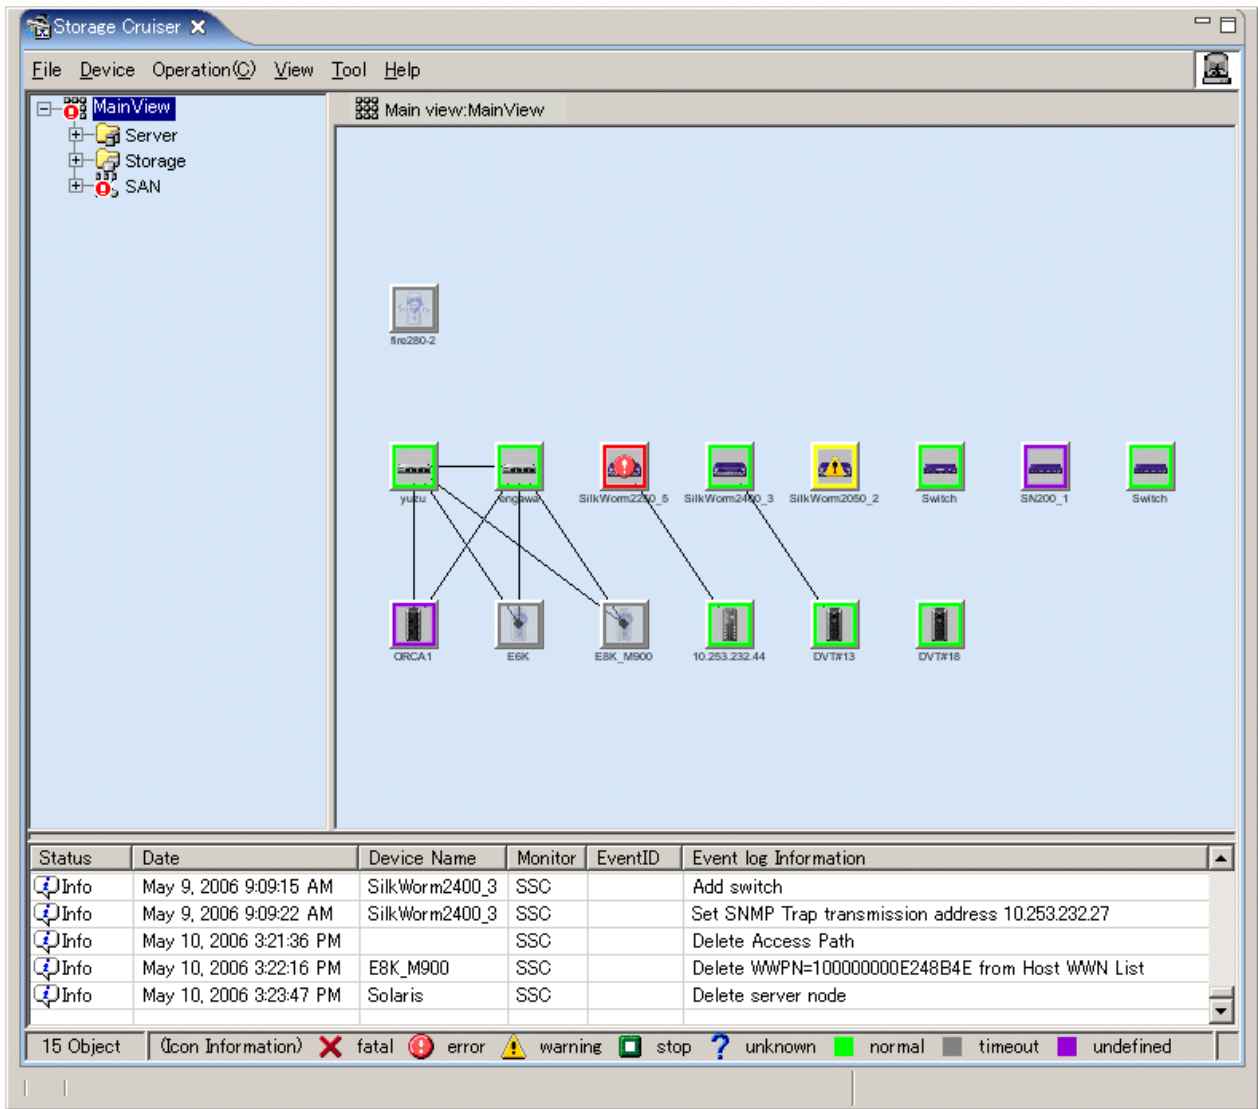 Storage Cruiser
File Device Operation(C) View Tool Help
MainView
Server
Storage
SAN
Main view:MainView
fire280-2
yuzu engawa SilkWorm2250_5 SilkWorm2400_3 SilkWorm2050_2 Switch SN200_1 Switch
ORCA1 E6K E8K_M900 10.253.232.44 DVT#13 DVT#18
Status Date Device Name Monitor EventID Event log Information
Info May 9, 2006 9:09:15 AM SilkWorm2400_3 SSC Add switch
Info May 9, 2006 9:09:22 AM SilkWorm2400_3 SSC Set SNMP Trap transmission address 10.253.232.27
Info May 10, 2006 3:21:36 PM SSC Delete Access Path
Info May 10, 2006 3:22:16 PM E8K_M900 SSC Delete WWPN=100000000E248B4E from Host WWN List
Info May 10, 2006 3:23:47 PM Solaris SSC Delete server node
15 Object (Icon Information) fatal error warning stop unknown normal timeout undefined